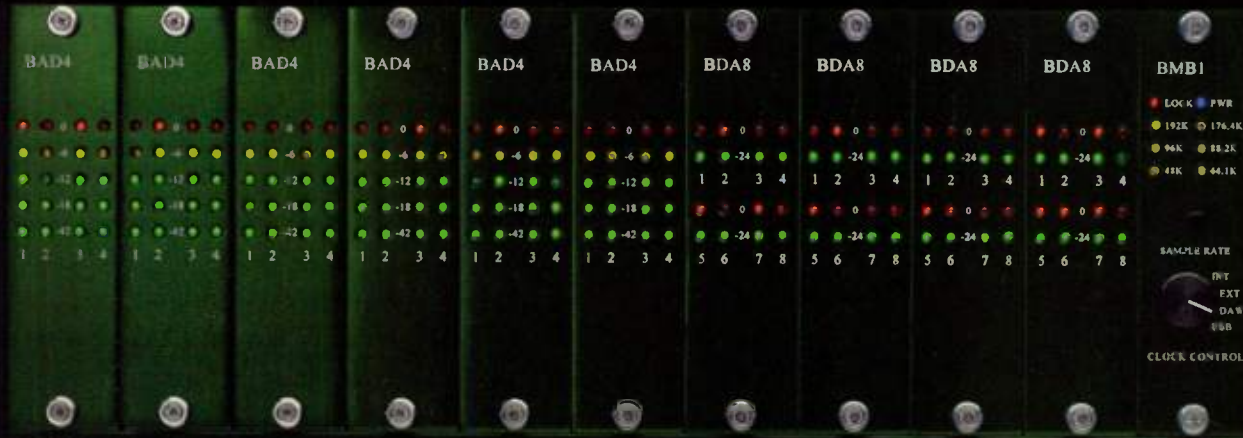 BAD4
0
-6
-12
-18
-42
1 2 3 4
BAD4
0
-6
-12
-18
-42
1 2 3 4
BAD4
0
-6
-12
-18
-42
1 2 3 4
BAD4
0
-6
-12
-18
-42
1 2 3 4
BAD4
0
-6
-12
-18
-42
1 2 3 4
BAD4
0
-6
-12
-18
-42
1 2 3 4
BDA8
0
-24
1 2 3 4
0
-24
5 6 7 8
BDA8
0
-24
1 2 3 4
0
-24
5 6 7 8
BDA8
0
-24
1 2 3 4
0
-24
5 6 7 8
BDA8
0
-24
1 2 3 4
0
-24
5 6 7 8
BMB1
LOCK PWR
192K 176.4K
96K 88.2K
48K 44.1K
SAMPLE RATE
INT
EXT
DAW
USB
CLOCK CONTROL